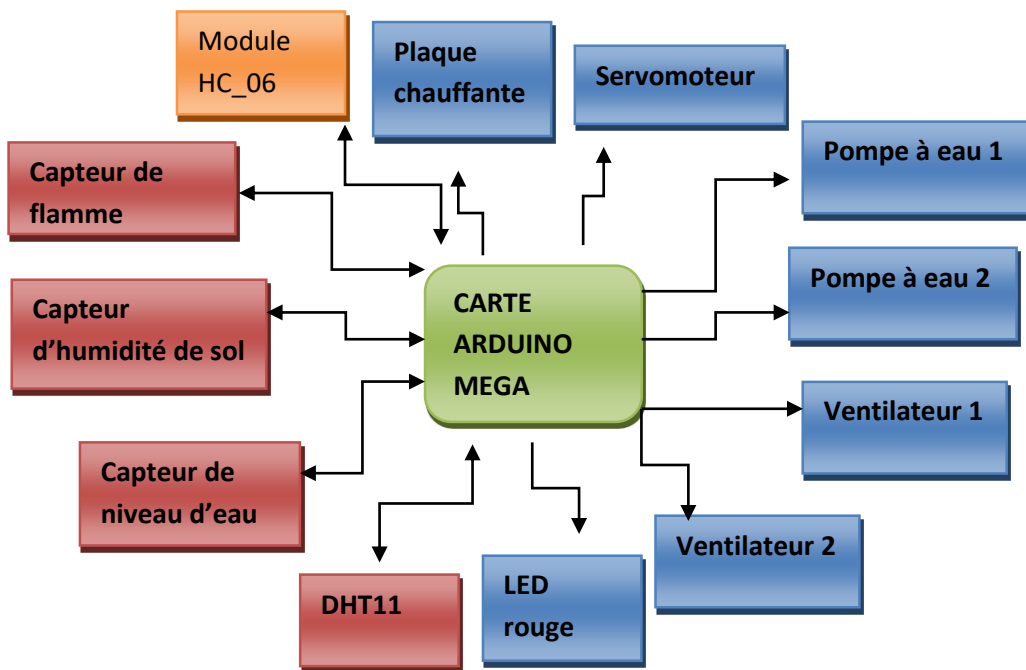 Module
HC_06
Plaque
chauffante
Servomoteur
Pompe à eau 1
Capteur de
flamme
Pompe à eau 2
Capteur
d’humidité de sol
CARTE
ARDUINO
MEGA
Ventilateur 1
Capteur de
niveau d’eau
Ventilateur 2
DHT11
LED
rouge